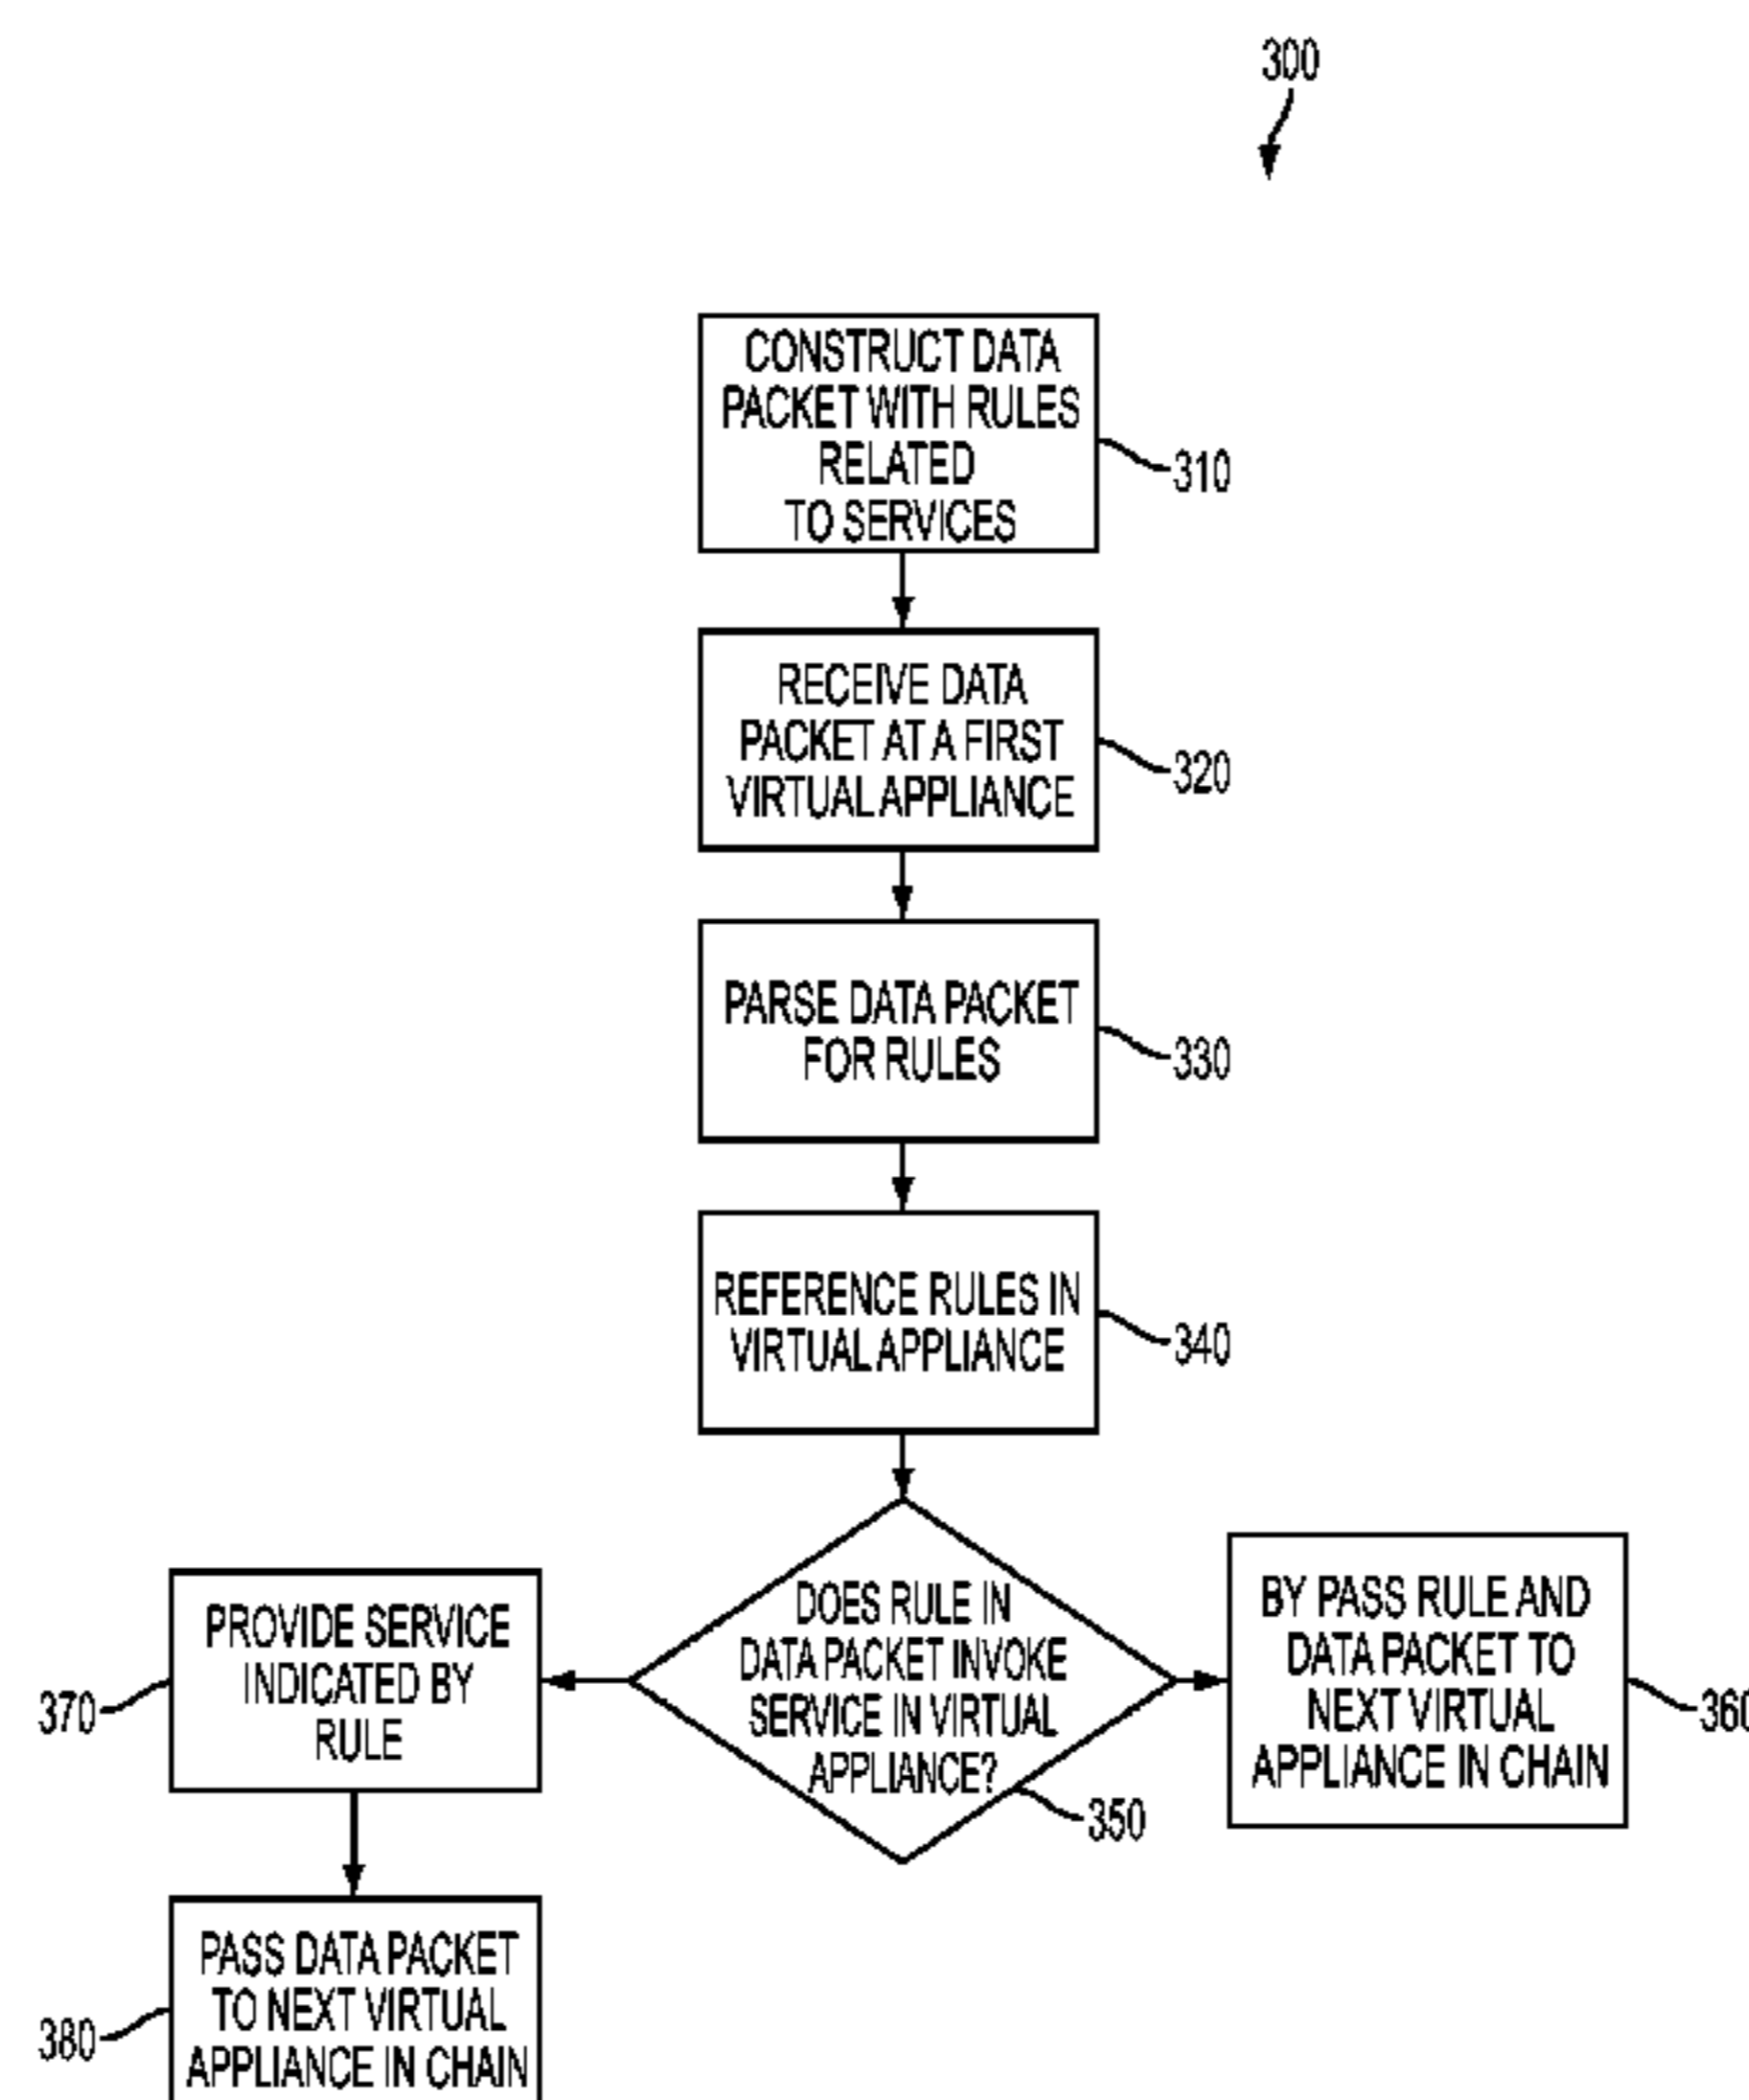 300
CONSTRUCT DATA
PACKET WITH RULES
RELATED
TO SERVICES
310
RECEIVE DATA
PACKET AT A FIRST
VIRTUAL APPLIANCE
320
PARSE DATA PACKET
FOR RULES
330
REFERENCE RULES IN
VIRTUAL APPLIANCE
340
DOES RULE IN
DATA PACKET INVOKE
SERVICE IN VIRTUAL
APPLIANCE?
350
BY PASS RULE AND
DATA PACKET TO
NEXT VIRTUAL
APPLIANCE IN CHAIN
360
PROVIDE SERVICE
INDICATED BY
RULE
370
PASS DATA PACKET
TO NEXT VIRTUAL
APPLIANCE IN CHAIN
380